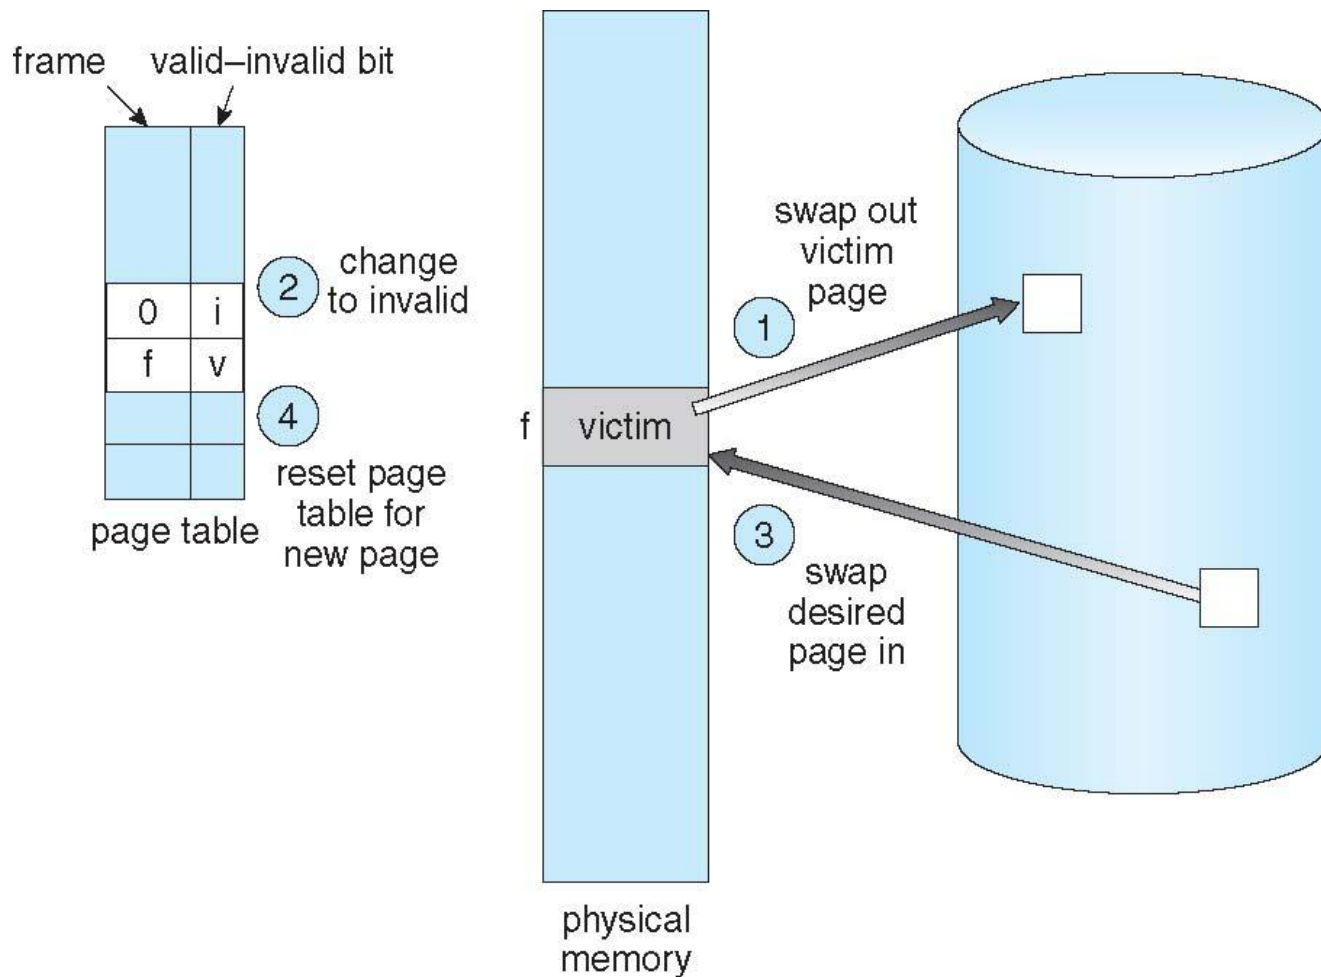 frame
valid–invalid bit
0 i
f v
page table
2
change
to invalid
4
reset page
table for
new page
f
victim
physical
memory
1
swap out
victim
page
3
swap
desired
page in